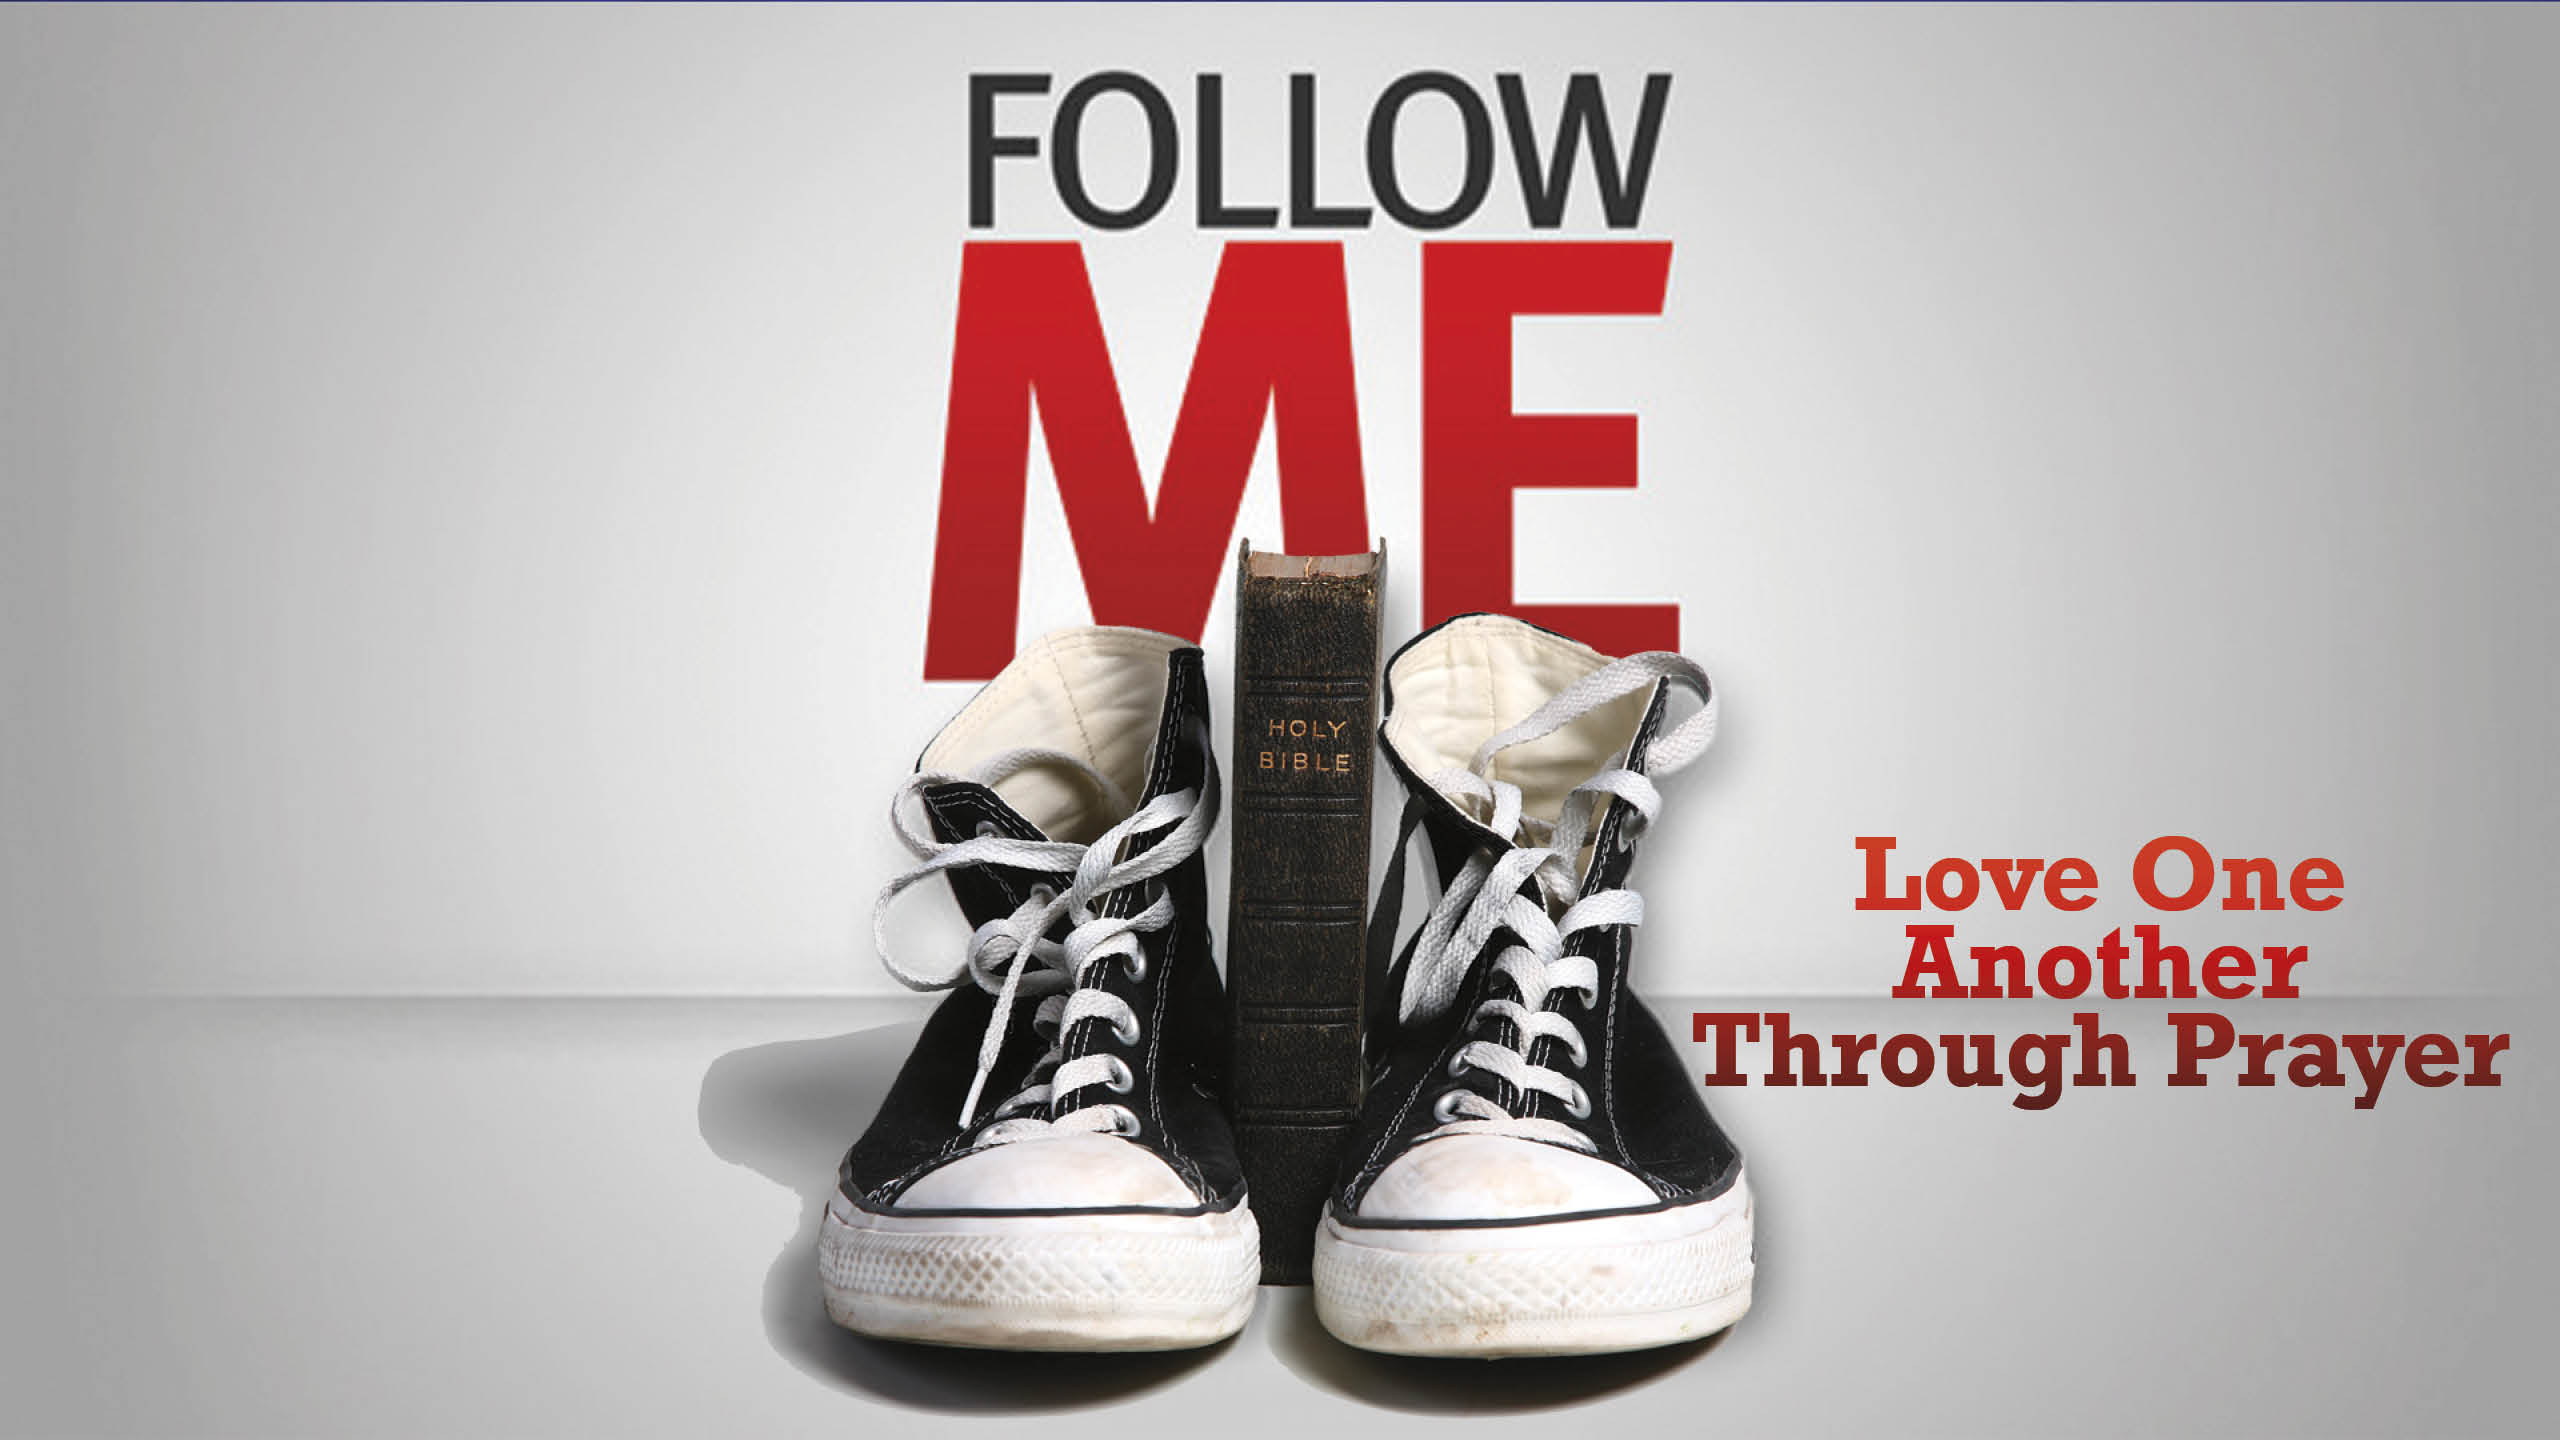 FOLLOW
ME
HOLY
BIBLE
Love One
Another
Through Prayer